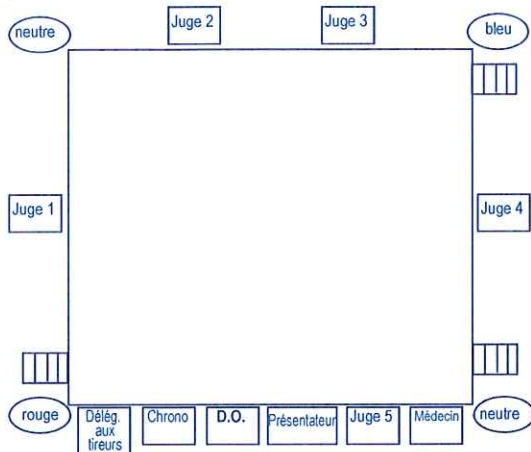 neutre
Juge 2
Juge 3
bleu
Juge 1
Juge 4
rouge
Délég.
aux
tireurs
Chrono
D.O.
Présentateur
Juge 5
Médecin
neutre